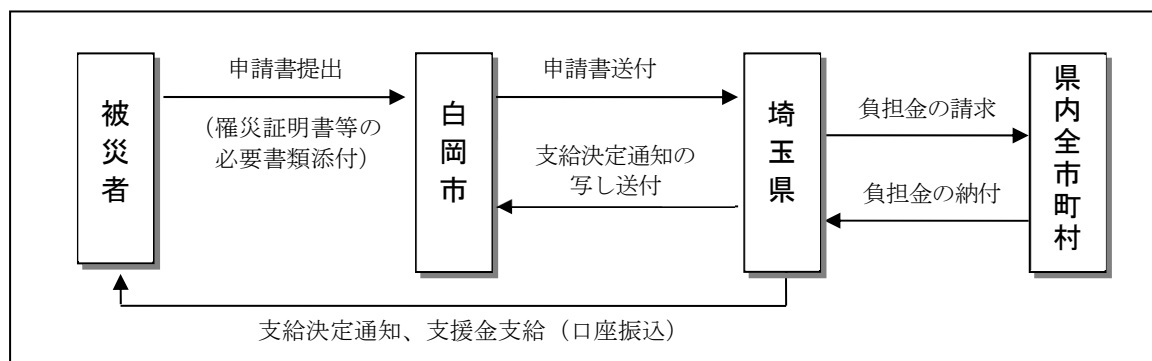 被災者
申請書提出
（罹災証明書等の
必要書類添付）
白岡市
申請書送付
支給決定通知の
写し送付
埼玉県
負担金の請求
負担金の納付
県内全市町村
支給決定通知、支援金支給（口座振込）